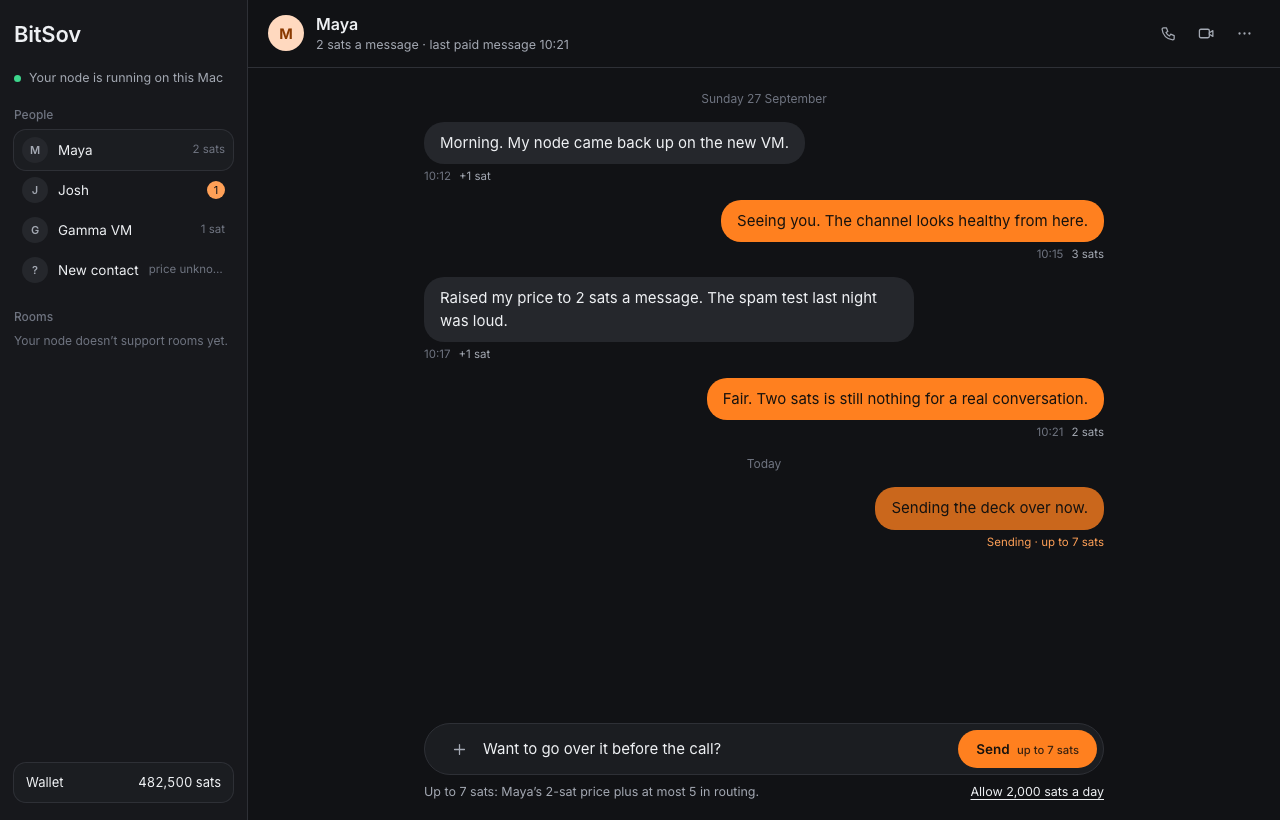 BitSov
Your node is running on this Mac
People
M Maya 2 sats
J Josh 1
G Gamma VM 1 sat
? New contact price unkno...
Rooms
Your node doesn’t support rooms yet.
Wallet 482,500 sats
M Maya
2 sats a message · last paid message 10:21
Sunday 27 September
Morning. My node came back up on the new VM.
10:12 +1 sat
Seeing you. The channel looks healthy from here.
10:15 3 sats
Raised my price to 2 sats a message. The spam test last night
was loud.
10:17 +1 sat
Fair. Two sats is still nothing for a real conversation.
10:21 2 sats
Today
Sending the deck over now.
Sending · up to 7 sats
Want to go over it before the call? Send up to 7 sats
Up to 7 sats: Maya’s 2-sat price plus at most 5 in routing. Allow 2,000 sats a day